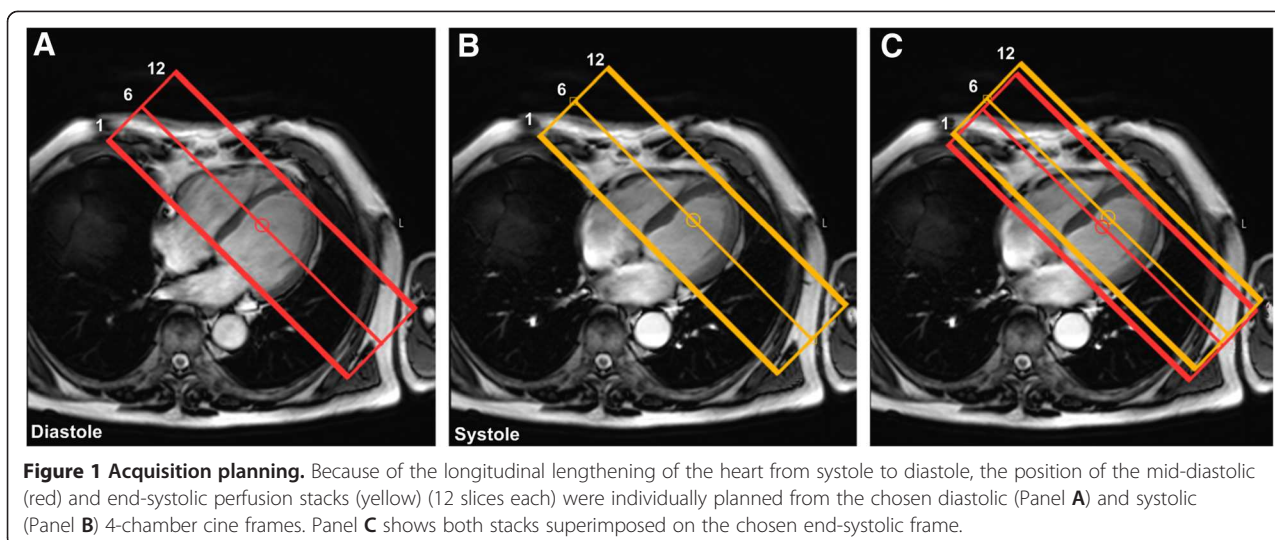 A
12
6
1
L
Diastole
B
12
6
1
Systole
C
12
6
1
L
Figure 1 Acquisition planning. Because of the longitudinal lengthening of the heart from systole to diastole, the position of the mid-diastolic
(red) and end-systolic perfusion stacks (yellow) (12 slices each) were individually planned from the chosen diastolic (Panel A) and systolic
(Panel B) 4-chamber cine frames. Panel C shows both stacks superimposed on the chosen end-systolic frame.